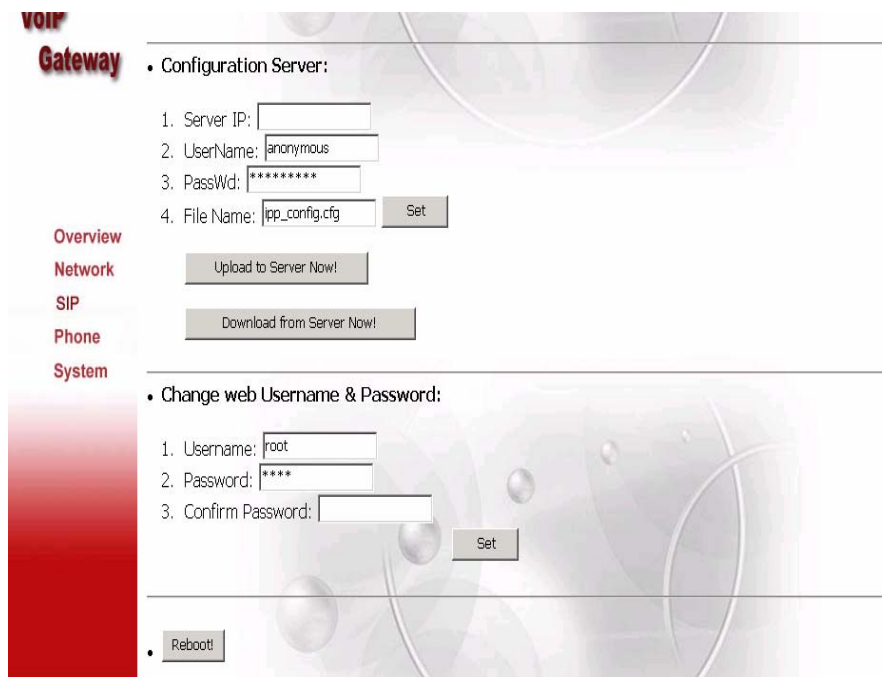 VoIP
Gateway
• Configuration Server:
1. Server IP:
2. UserName: anonymous
3. PassWd: *********
4. File Name: ipp_config.cfg Set
Upload to Server Now!
Download from Server Now!
Overview
Network
SIP
Phone
System
• Change web Username & Password:
1. Username: root
2. Password: ****
3. Confirm Password:
Set
• Reboot!